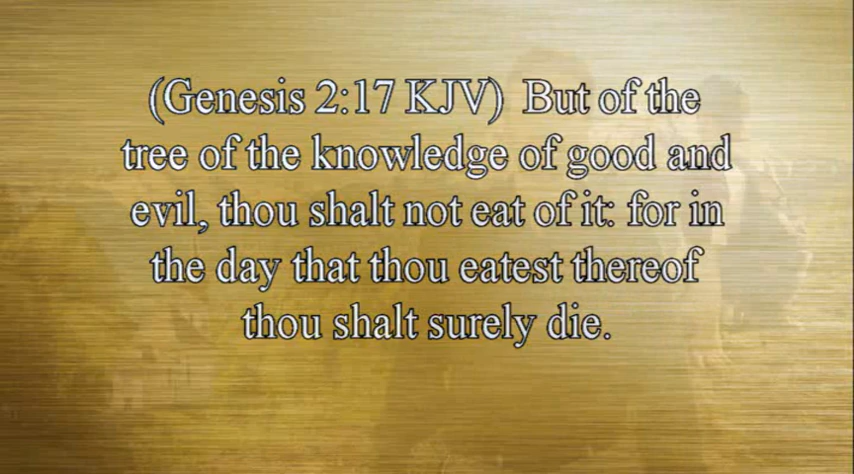 (Genesis 2:17 KJV)  But of the
tree of the knowledge of good and
evil, thou shalt not eat of it: for in
the day that thou eatest thereof
thou shalt surely die.